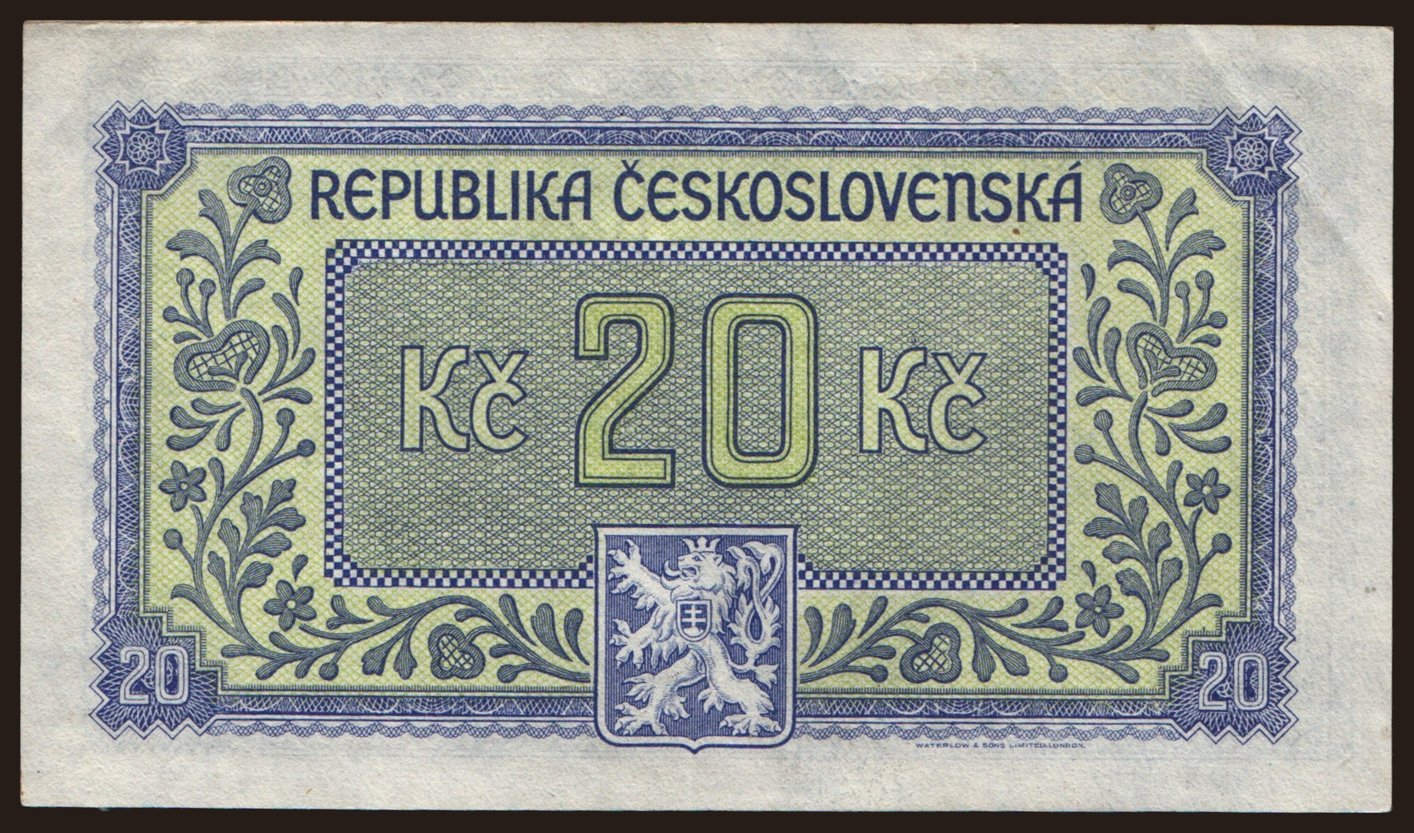 REPUBLIKA ČESKOSLOVENSKÁ
Kč 20 Kč
20 20
WATERLOW & SONS LIMITED, LONDON.